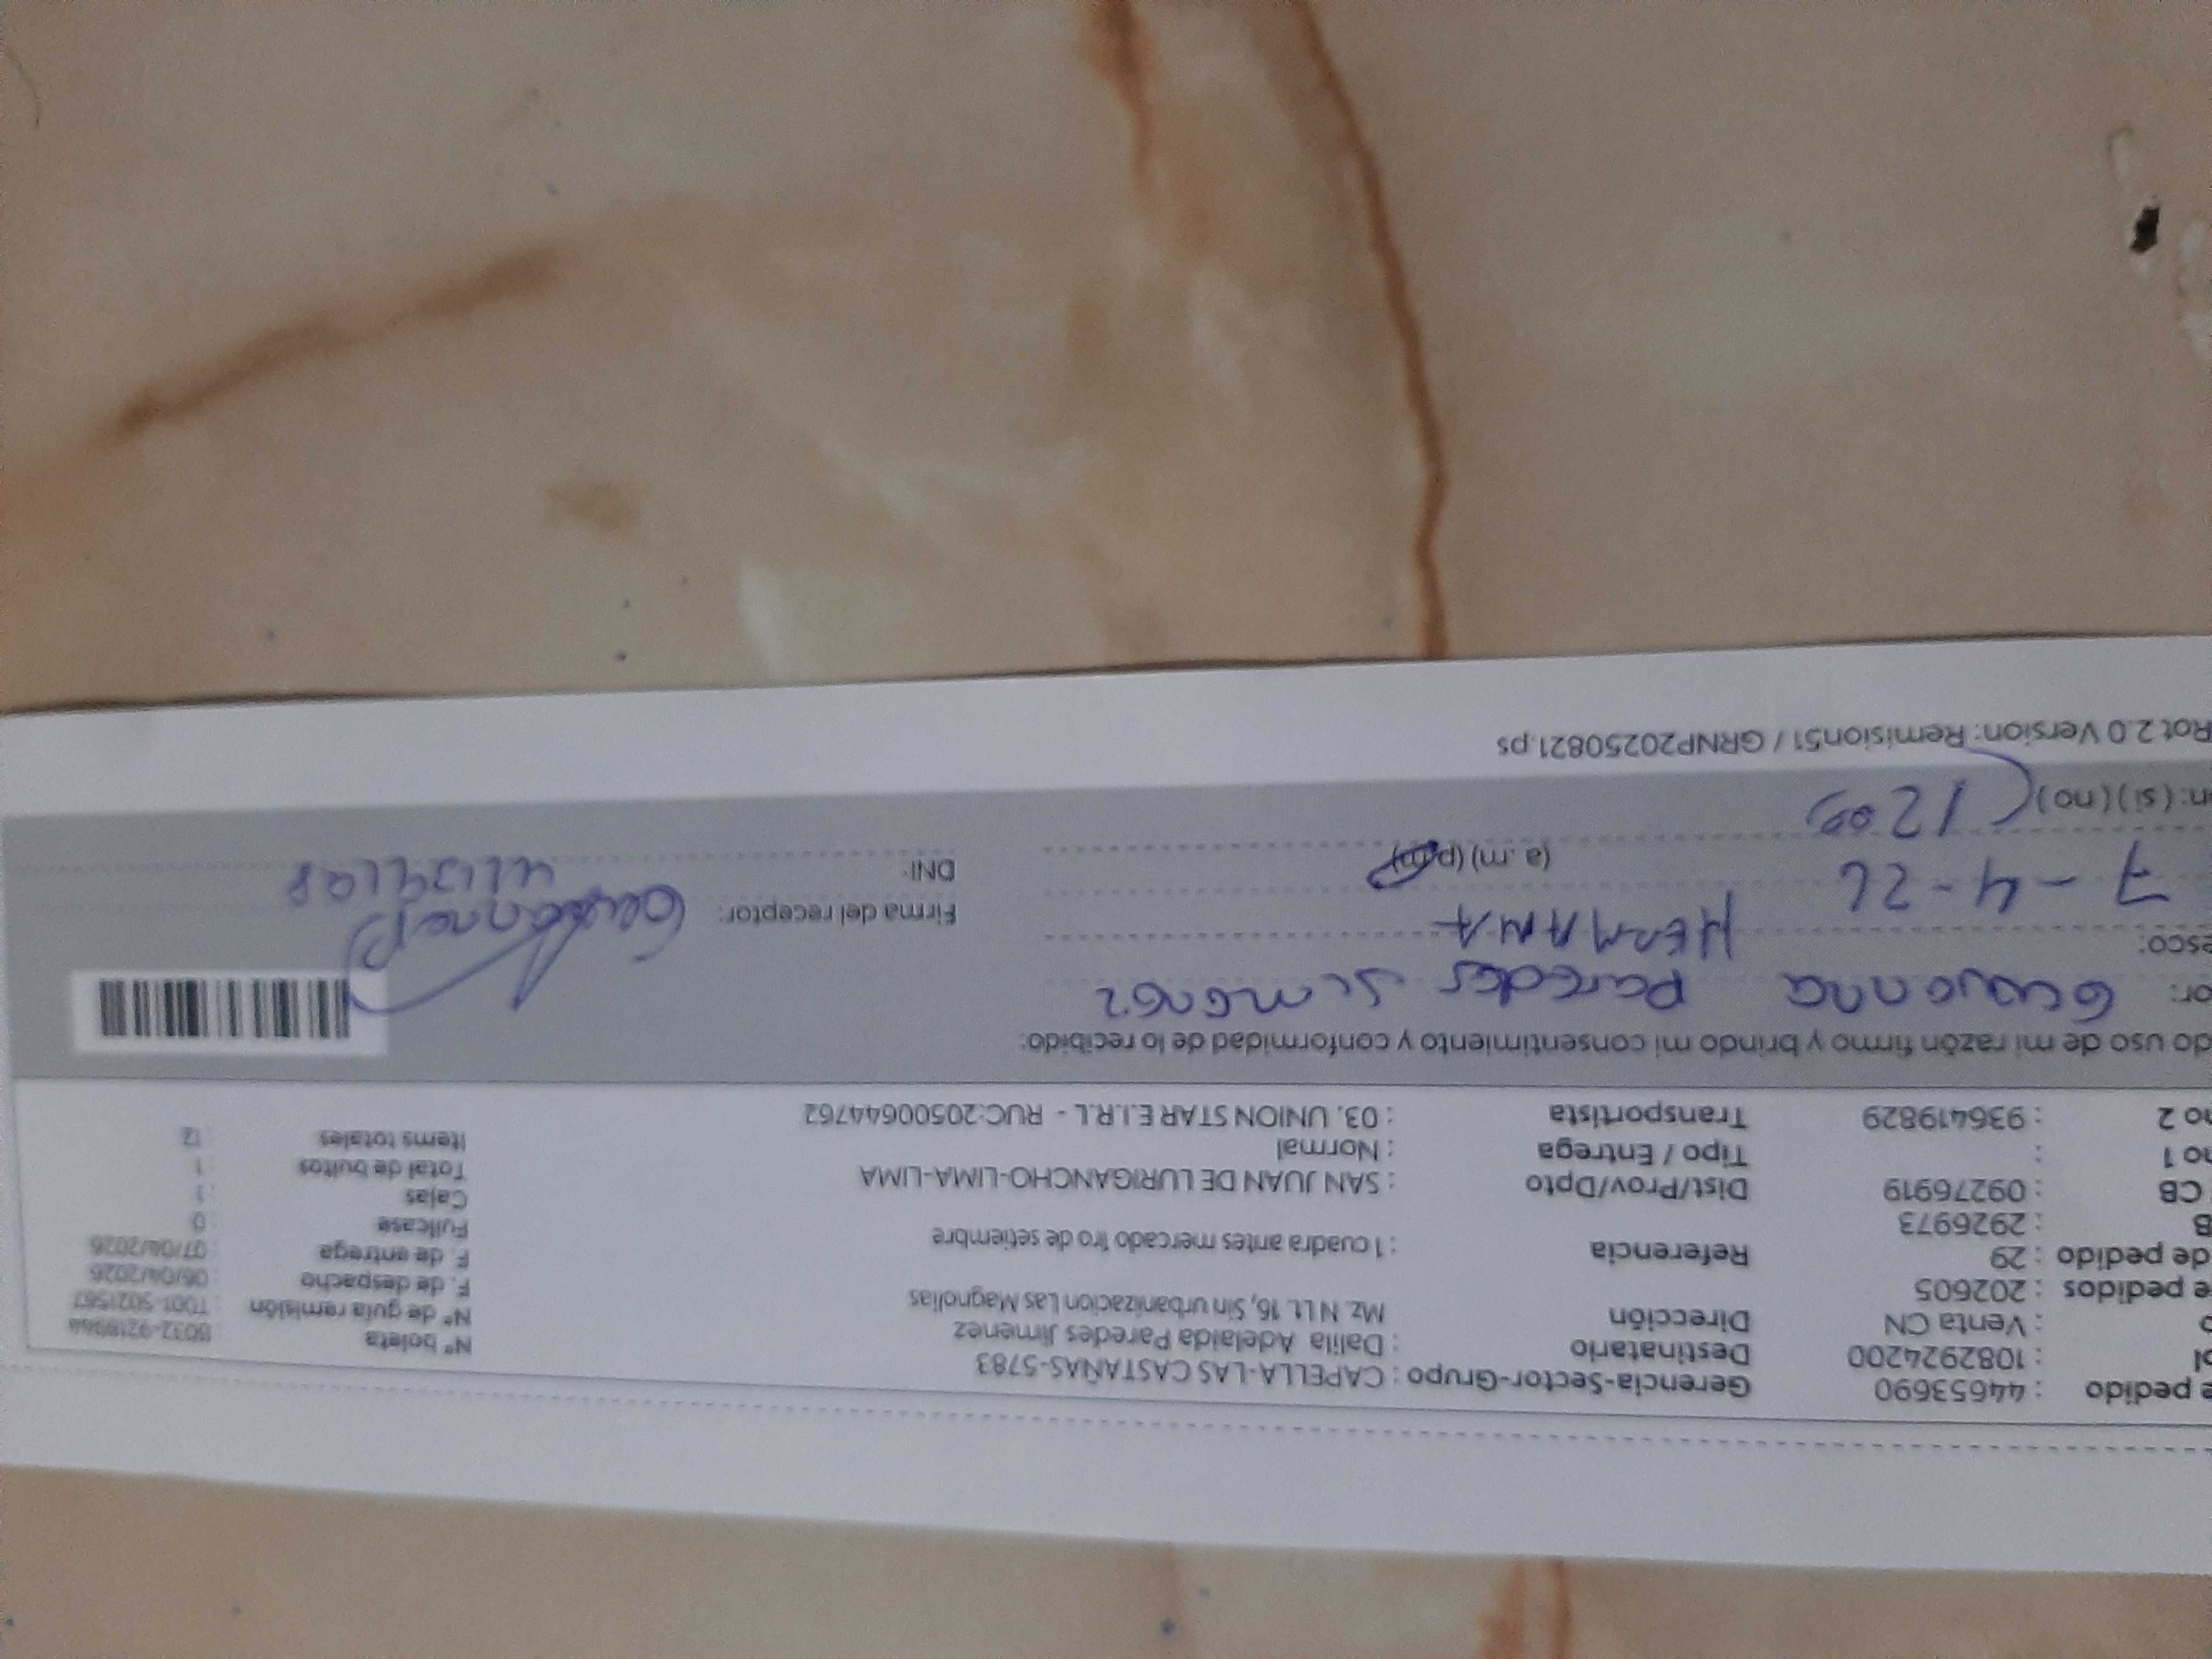 e pedido : 44653690 Gerencia-Sector-Grupo : CAPELLA-LAS CASTAÑAS-5783
ol : 1082924200 Destinatario : Dalila Adelaida Paredes Jimenez Nº boleta
o : Venta CN Dirección Mz. N Lt. 16, Sin urbanizacion Las Magnolias Nº de guía remisión : T001-5021567
e pedidos : 202605 F. de despacho : 06/04/2026
de pedido : 29 Referencia : 1 cuadra antes mercado 1ro de setiembre F. de entrega : 07/04/2026
B : 2926973 Fullcase : 0
CB : 09276919 Dist/Prov/Dpto : SAN JUAN DE LURIGANCHO-LIMA-LIMA Cajas : 1
no 1 : Tipo / Entrega : Normal Total de bultos : 1
no 2 : 936419829 Transportista : 03. UNION STAR E.I.R.L - RUC:20500644762 Items totales : 12
do uso de mi razón firmo y brindo mi consentimiento y conformidad de lo recibido:
or: Paredes
esco: HERMANA Firma del receptor:
7-4-26 (a.m) (p.m) DNI:
n: (si) (no)
Rot 2.0 Version: Remision51 / GRNP20250821.ps